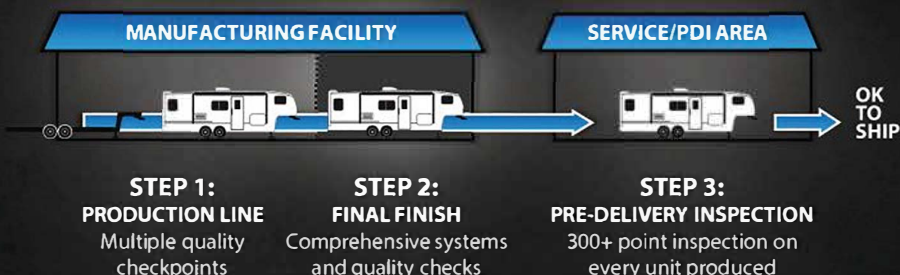 MANUFACTURING FACILITY
SERVICE/PDI AREA
OK
TO
SHIP
STEP 1:
PRODUCTION LINE
Multiple quality
checkpoints
STEP 2:
FINAL FINISH
Comprehensive systems
and quality checks
STEP 3:
PRE-DELIVERY INSPECTION
300+ point inspection on
every unit produced